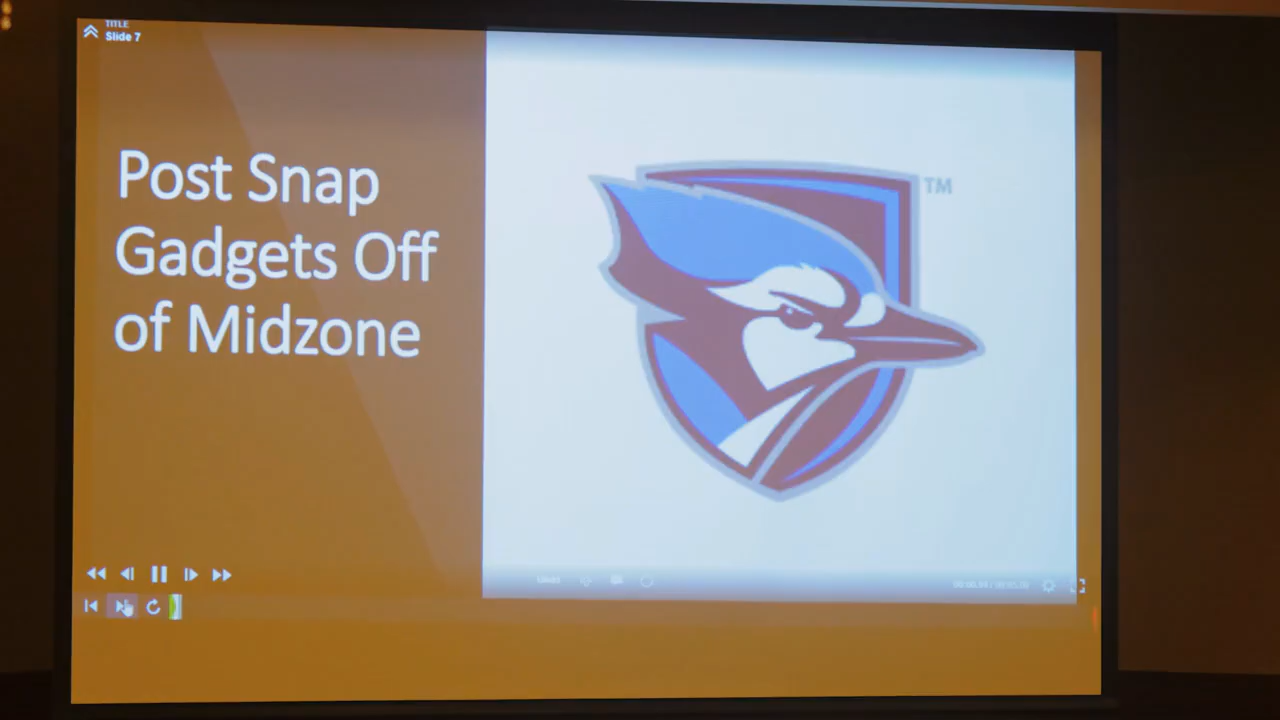 TITLE
Slide 7
Post Snap
Gadgets Off
of Midzone
TM